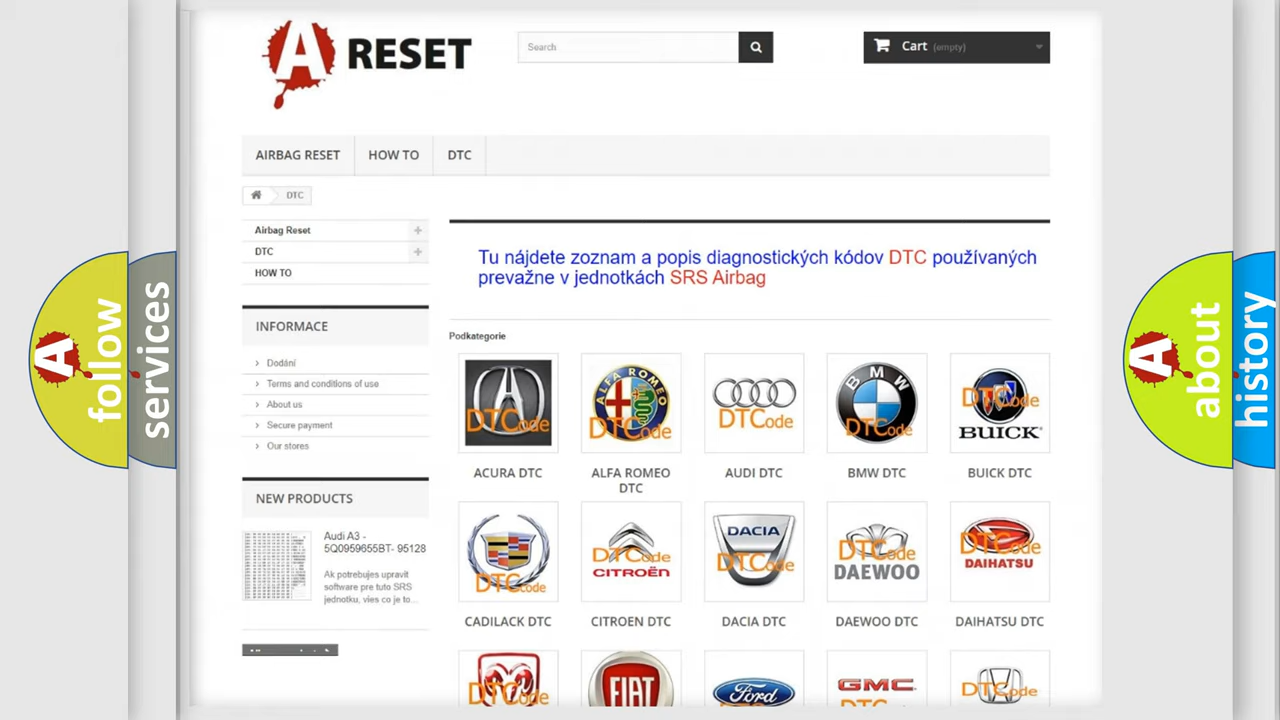 A RESET
Search
Cart (empty)
AIRBAG RESET
HOW TO
DTC
DTC
Airbag Reset
DTC
HOW TO
Tu nájdete zoznam a popis diagnostických kódov DTC používaných
prevažne v jednotkách SRS Airbag
INFORMACE
Dodání
Terms and conditions of use
About us
Secure payment
Our stores
NEW PRODUCTS
Audi A3 -
5Q0959655BT- 95128
Ak potrebujes upravit
software pre tuto SRS
jednotku, vies co je to...
Podkategorie
DTCode
ALFA ROMEO
DTCode
DTCode
BMW
DTCode
DTCode
BUICK
ACURA DTC
ALFA ROMEO
DTC
AUDI DTC
BMW DTC
BUICK DTC
DTCode
DTCode
CITROËN
DACIA
DTCode
DTCode
DAEWOO
DTCode
DAIHATSU
CADILACK DTC
CITROEN DTC
DACIA DTC
DAEWOO DTC
DAIHATSU DTC
DTCode
FIAT
Ford
GMC
DTCode
A follow
services
A about
history